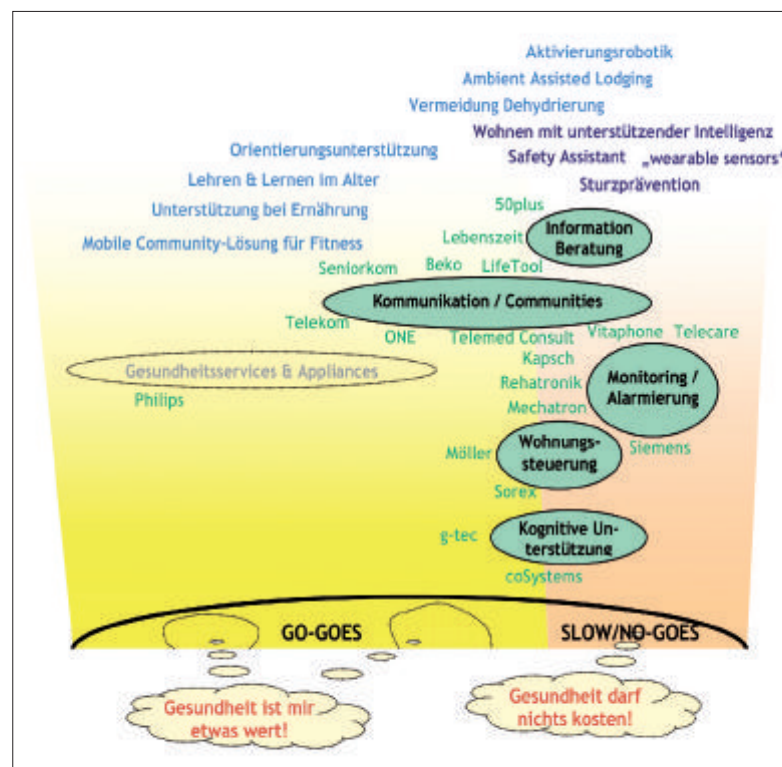 Aktivierungsrobotik
Ambient Assisted Lodging
Vermeidung Dehydrierung
Wohnen mit unterstützender Intelligenz
Orientierungsunterstützung
Safety Assistant „wearable sensors“
Lehren & Lernen im Alter
Sturzprävention
50plus
Unterstützung bei Ernährung
Information
Beratung
Lebenszeit
Mobile Community-Lösung für Fitness
Seniorkom
Beko
LifeTool
Kommunikation / Communities
Telekom
ONE
Telemed Consult
Vitaphone
Telecare
Kapsch
Gesundheitsservices & Appliances
Rehatronik
Monitoring /
Alarmierung
Philips
Mechatron
Wohnungs-
steuerung
Möller
Siemens
Sorex
g-tec
Kognitive Un-
terstützung
coSystems
GO-GOES
SLOW/NO-GOES
Gesundheit ist mir
etwas wert!
Gesundheit darf
nichts kosten!